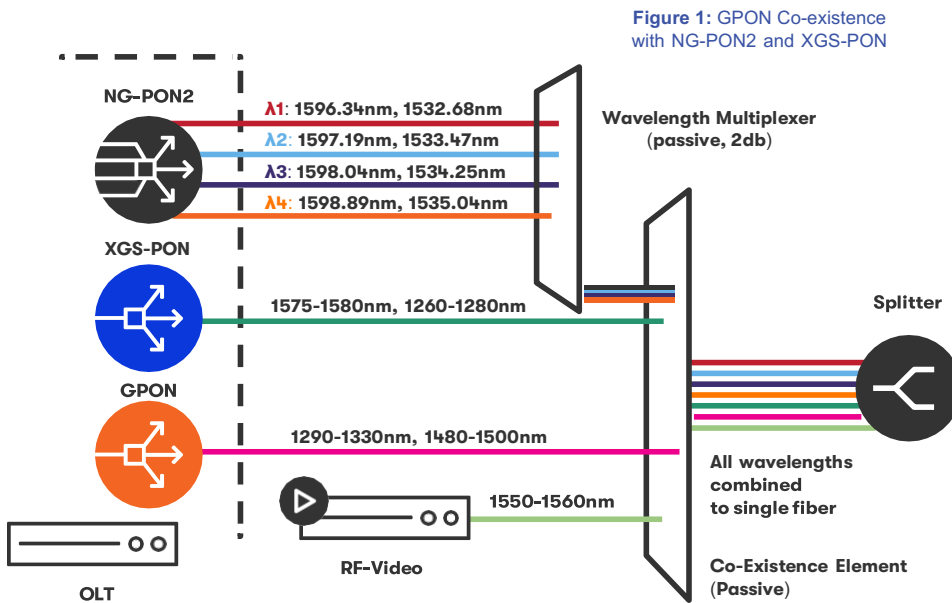 Figure 1: GPON Co-existence
with NG-PON2 and XGS-PON
NG-PON2
λ1: 1596.34nm, 1532.68nm
λ2: 1597.19nm, 1533.47nm
λ3: 1598.04nm, 1534.25nm
λ4: 1598.89nm, 1535.04nm
Wavelength Multiplexer
(passive, 2db)
XGS-PON
1575-1580nm, 1260-1280nm
Splitter
GPON
1290-1330nm, 1480-1500nm
All wavelengths
combined
to single fiber
1550-1560nm
RF-Video
Co-Existence Element
(Passive)
OLT